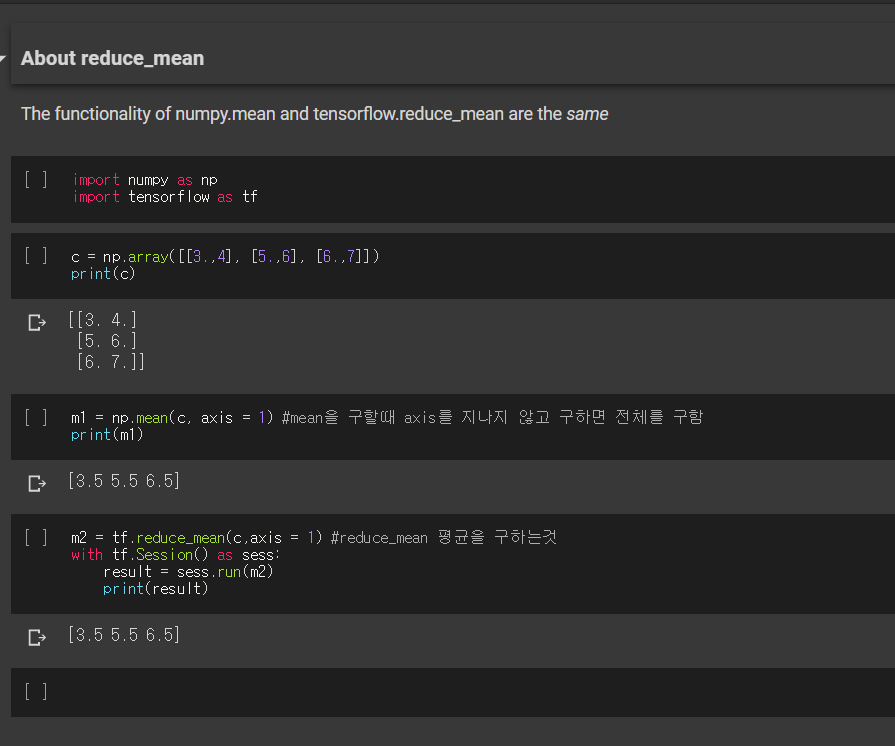 About reduce_mean
The functionality of numpy.mean and tensorflow.reduce_mean are the same
[ ] import numpy as np
import tensorflow as tf
[ ] c = np.array([[3.,4], [5.,6], [6.,7]])
print(c)
[[3. 4.]
[5. 6.]
[6. 7.]]
[ ] m1 = np.mean(c, axis = 1) #mean을 구할때 axis를 지나지 않고 구하면 전체를 구함
print(m1)
[3.5 5.5 6.5]
[ ] m2 = tf.reduce_mean(c,axis = 1) #reduce_mean 평균을 구하는것
with tf.Session() as sess:
    result = sess.run(m2)
    print(result)
[3.5 5.5 6.5]
[ ]